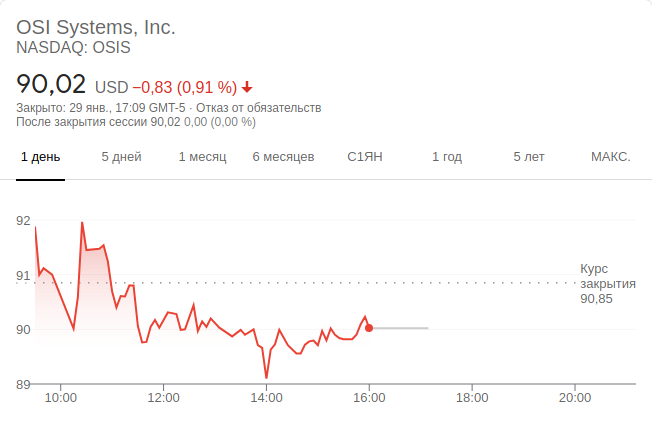 OSI Systems, Inc.
NASDAQ: OSIS
90,02 USD −0,83 (0,91 %)
Закрыто: 29 янв., 17:09 GMT-5 · Отказ от обязательств
После закрытия сессии 90,02 0,00 (0,00 %)
1 день 5 дней 1 месяц 6 месяцев С1ЯН 1 год 5 лет МАКС.
92
91
90
89
Курс
закрытия
90,85
10:00 12:00 14:00 16:00 18:00 20:00